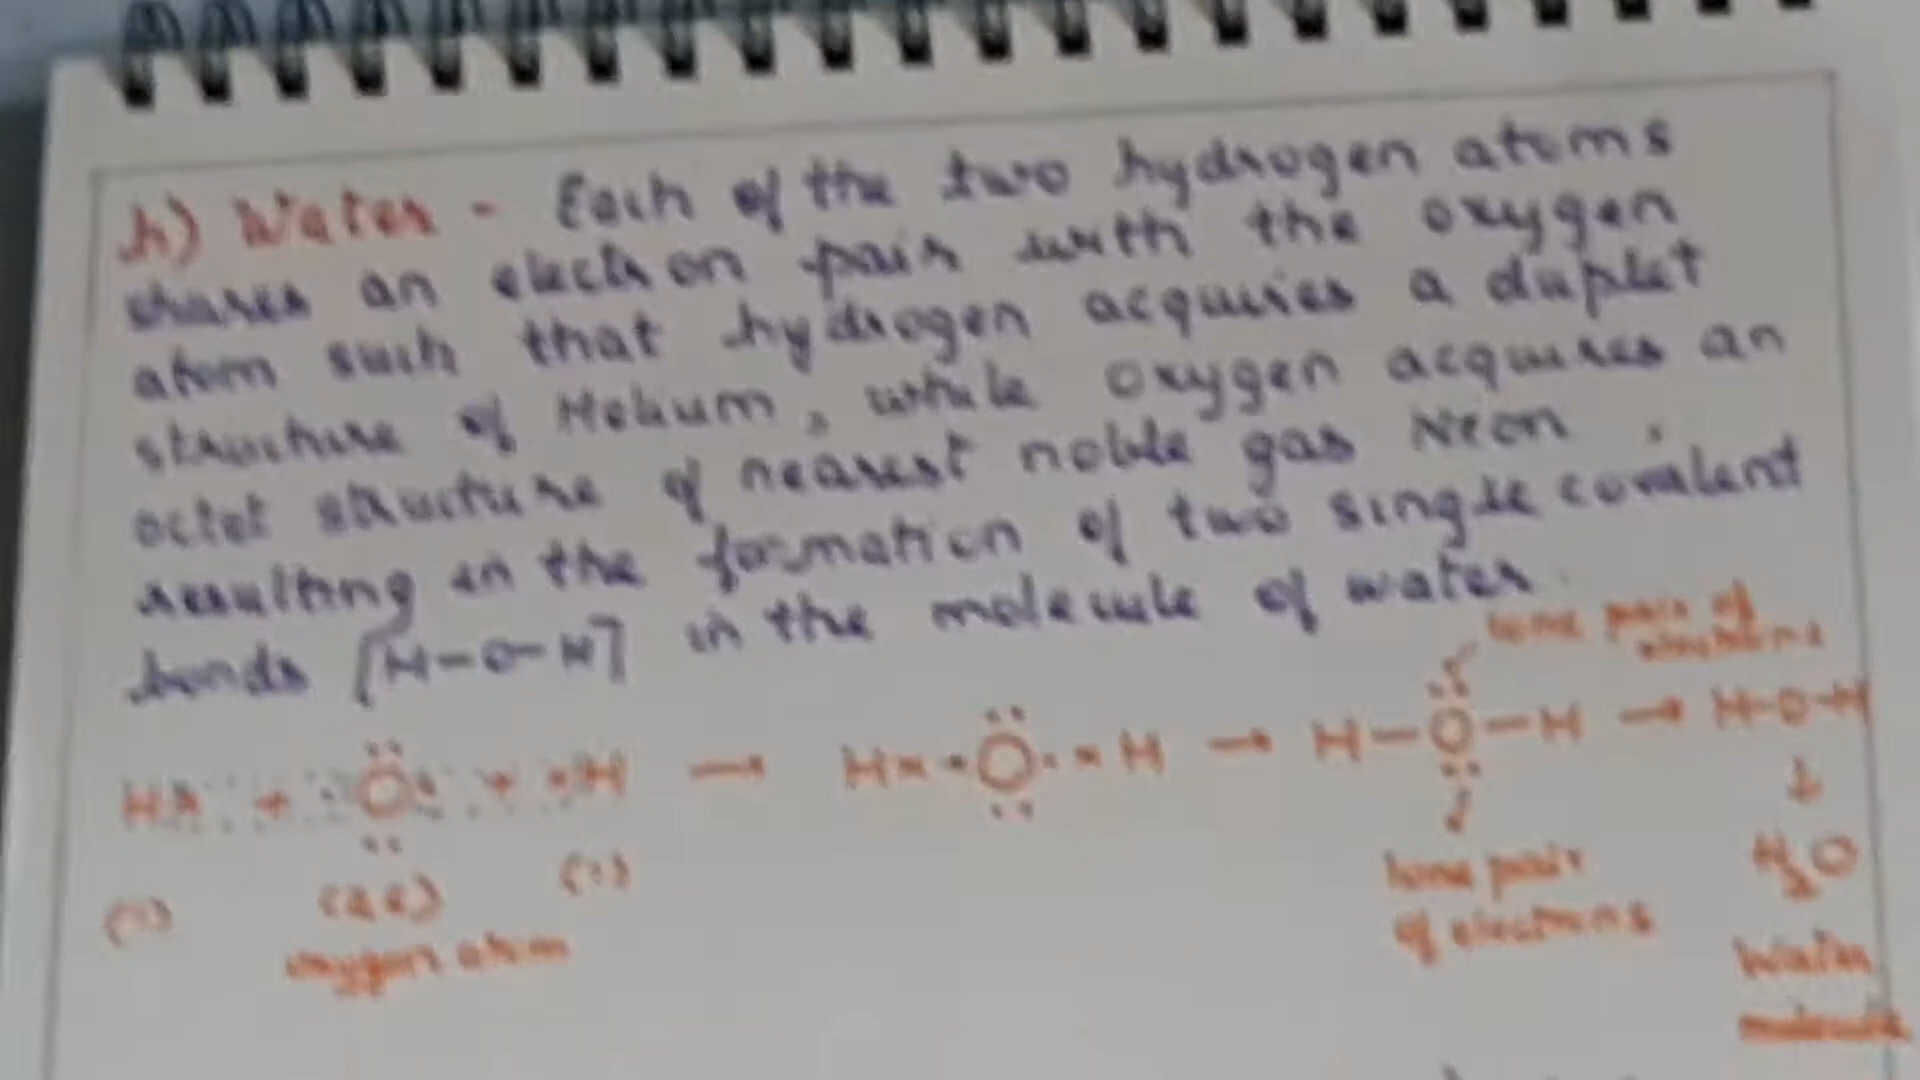 h) Water - Each of the two hydrogen atoms
shares an electron pair with the oxygen
atom such that hydrogen acquires a duplet
structure of Helium, while oxygen acquires an
octet structure of nearest noble gas Neon,
resulting in the formation of two single covalent
bonds [H-O-H] in the molecule of water.
lone pair of
electrons
H× + Ö + ×H → H×•O•×H → H-O-H → H-O-H
(1) (2,6) (1)
oxygen atom
lone pair
of electrons
H₂O
Water
molecule